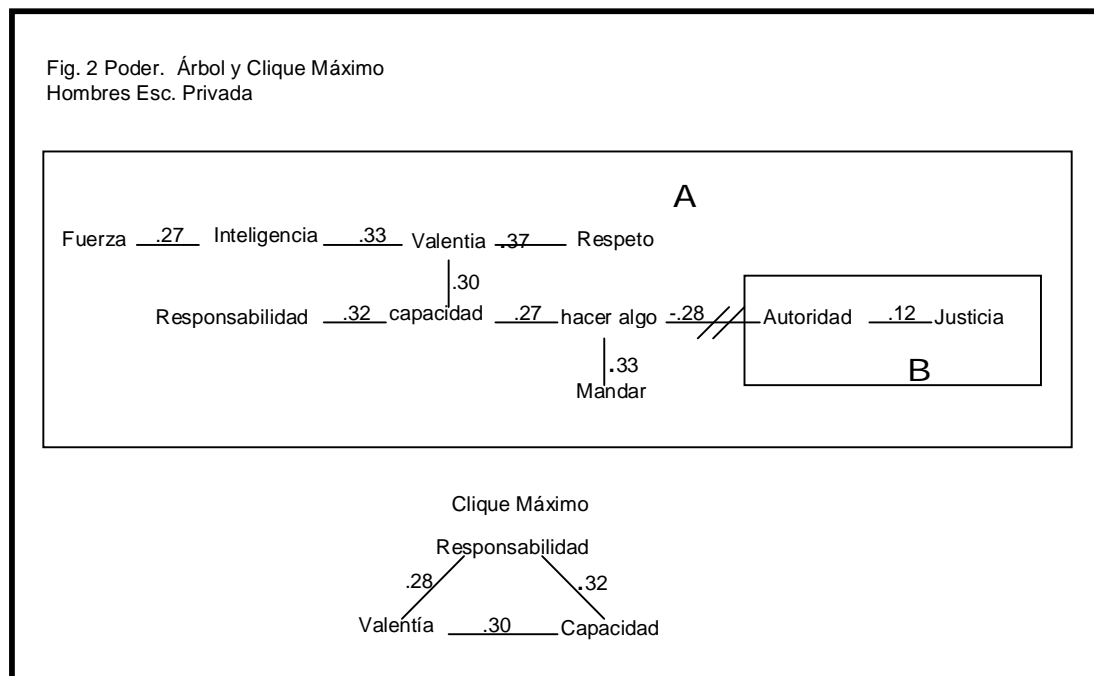 Fig. 2 Poder. Árbol y Clique Máximo
Hombres Esc. Privada
A
Fuerza .27 Inteligencia .33 Valentia .37 Respeto
.30
Responsabilidad .32 capacidad .27 hacer algo -.28 Autoridad .12 Justicia
.33
B
Mandar
Clique Máximo
Responsabilidad
.28 .32
Valentía .30 Capacidad